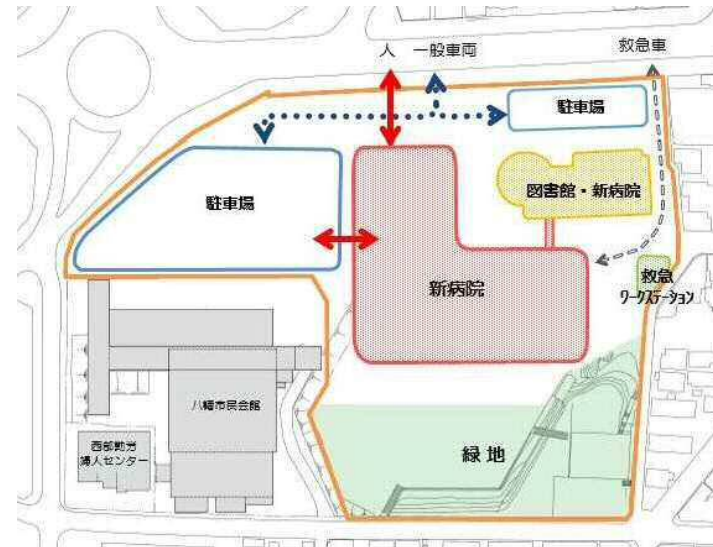 人 一般車両 救急車
駐車場
図書館・新病院
駐車場
救急
ワークステーション
新病院
八幡市民会館
西部勤労
婦人センター
緑地